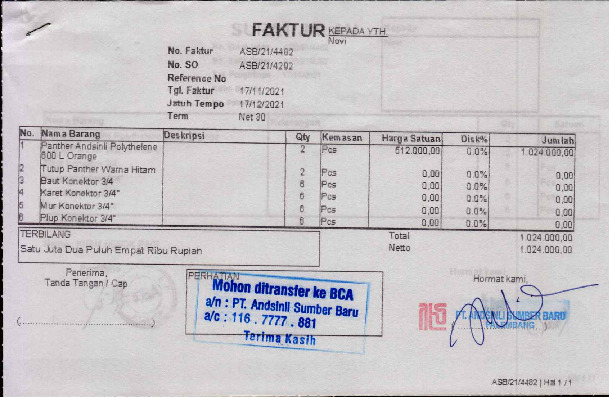 FAKTUR KEPADA YTH.
Novi
No. Faktur ASB/21/4482
No. SO ASB/21/4292
Reference No
Tgl. Faktur 17/11/2021
Jatuh Tempo 17/12/2021
Term Net 30
No. Nama Barang Deskripsi Qty Kemasan Harga Satuan Disk% Jumlah
1 Panther Andsinli Polythelene 2 Pcs 512.000,00 0.0% 1.024.000,00
600 L Orange
2 Tutup Panther Warna Hitam 2 Pcs 0,00 0.0% 0,00
3 Baut Konektor 3/4 6 Pcs 0,00 0.0% 0,00
4 Karet Konektor 3/4" 6 Pcs 0,00 0.0% 0,00
5 Mur Konektor 3/4" 6 Pcs 0,00 0.0% 0,00
6 Plup Konektor 3/4" 6 Pcs 0,00 0.0% 0,00
TERBILANG
Satu Juta Dua Puluh Empat Ribu Rupiah
Total 1.024.000,00
Netto 1.024.000,00
Penerima,
Tanda Tangan / Cap
PERHATIAN
Mohon ditransfer ke BCA
a/n : PT. Andsinli Sumber Baru
a/c : 116 . 7777 . 881
Terima Kasih
Hormat kami,
PT. ANDSINLI SUMBER BARU
PALEMBANG
ASB/21/4482 | Hal 1 / 1